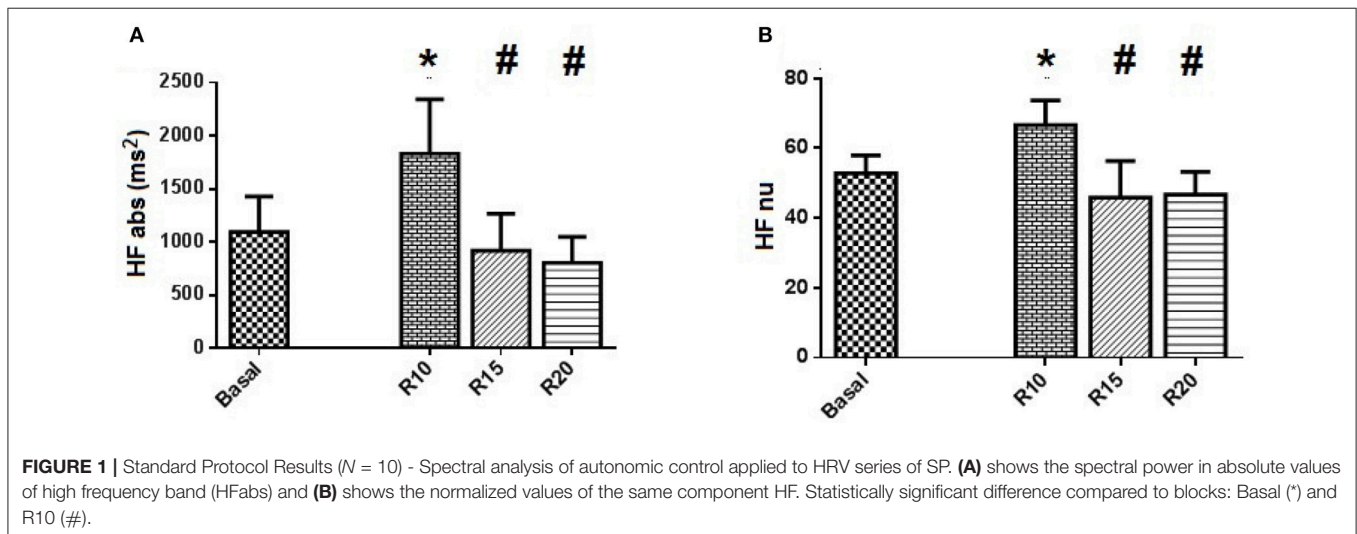 A
* # #
2500
2000
1500
1000
500
0
HF abs (ms²)
Basal
R10
R15
R20
B
* # #
80
60
40
20
0
HF nu
Basal
R10
R15
R20
FIGURE 1 | Standard Protocol Results (N = 10) - Spectral analysis of autonomic control applied to HRV series of SP. (A) shows the spectral power in absolute values
of high frequency band (HFabs) and (B) shows the normalized values of the same component HF. Statistically significant difference compared to blocks: Basal (*) and
R10 (#).